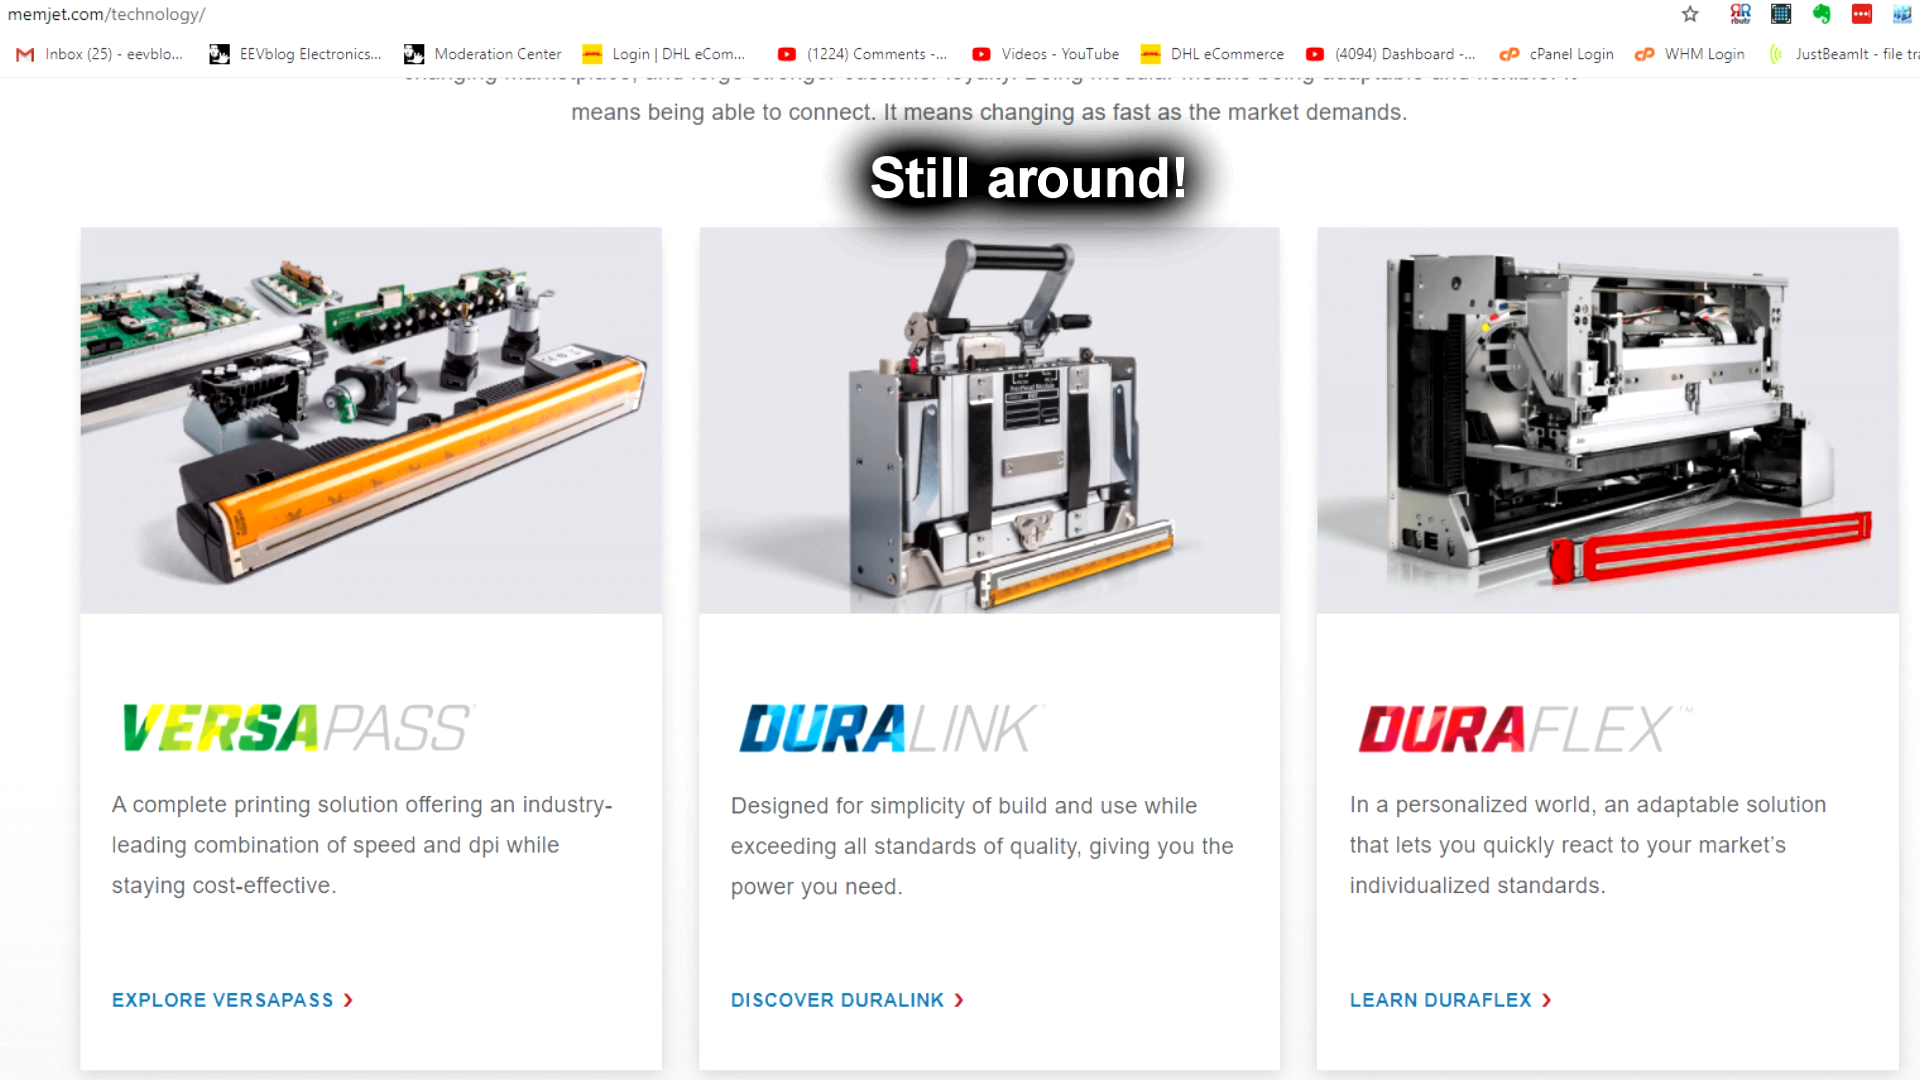 memjet.com/technology/
Inbox (25) - eevblo... EEVblog Electronics... Moderation Center Login | DHL eCom... (1224) Comments -... Videos - YouTube DHL eCommerce (4094) Dashboard -... cPanel Login WHM Login JustBeamIt - file tra
means being able to connect. It means changing as fast as the market demands.
Still around!
VERSAPASS
A complete printing solution offering an industry-
leading combination of speed and dpi while
staying cost-effective.
EXPLORE VERSAPASS
DURALINK
Designed for simplicity of build and use while
exceeding all standards of quality, giving you the
power you need.
DISCOVER DURALINK
DURAFLEX™
In a personalized world, an adaptable solution
that lets you quickly react to your market's
individualized standards.
LEARN DURAFLEX